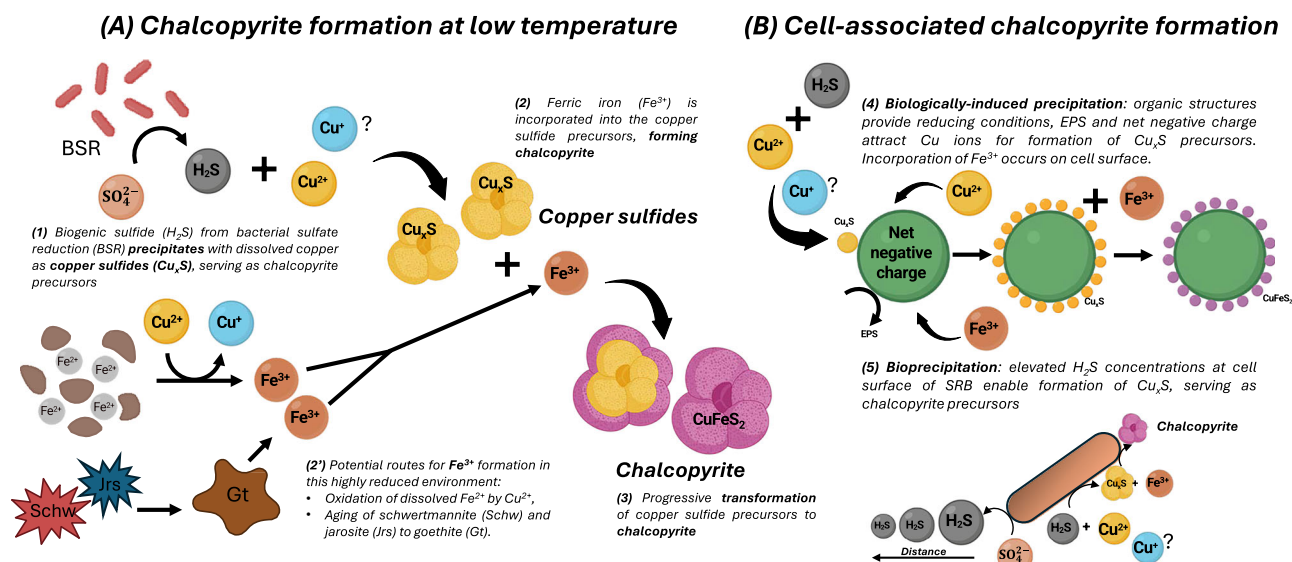 (A) Chalcopyrite formation at low temperature
BSR
SO₄²⁻
H₂S
+
Cu⁺
?
Cu²⁺
(1) Biogenic sulfide (H₂S) from bacterial sulfate
reduction (BSR) precipitates with dissolved copper
as copper sulfides (CuₓS), serving as chalcopyrite
precursors
(2) Ferric iron (Fe³⁺) is
incorporated into the copper
sulfide precursors, forming
chalcopyrite
CuₓS
CuₓS
Copper sulfides
+
Fe³⁺
Cu²⁺
Cu⁺
Fe²⁺
Fe²⁺
Fe²⁺
Fe²⁺
Fe³⁺
Fe³⁺
Schw
Jrs
Gt
(2’) Potential routes for Fe³⁺ formation in
this highly reduced environment:
• Oxidation of dissolved Fe²⁺ by Cu²⁺,
• Aging of schwertmannite (Schw) and
jarosite (Jrs) to goethite (Gt).
CuFeS₂
Chalcopyrite
(3) Progressive transformation
of copper sulfide precursors to
chalcopyrite
(B) Cell-associated chalcopyrite formation
H₂S
+
Cu²⁺
Cu⁺
?
(4) Biologically-induced precipitation: organic structures
provide reducing conditions, EPS and net negative charge
attract Cu ions for formation of CuₓS precursors.
Incorporation of Fe³⁺ occurs on cell surface.
Cu²⁺
+
Fe³⁺
CuₓS
Net
negative
charge
CuₓS
CuFeS₂
EPS
Fe³⁺
(5) Bioprecipitation: elevated H₂S concentrations at cell
surface of SRB enable formation of CuₓS, serving as
chalcopyrite precursors
Chalcopyrite
CuₓS + Fe³⁺
H₂S H₂S H₂S
H₂S + Cu²⁺
Cu⁺ ?
Distance
SO₄²⁻